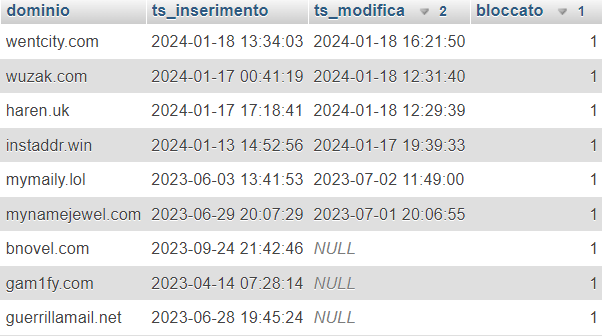 dominio ts_inserimento ts_modifica 2 bloccato 1
wentcity.com 2024-01-18 13:34:03 2024-01-18 16:21:50 1
wuzak.com 2024-01-17 00:41:19 2024-01-18 12:31:40 1
haren.uk 2024-01-17 17:18:41 2024-01-18 12:29:39 1
instaddr.win 2024-01-13 14:52:56 2024-01-17 19:39:33 1
mymaily.lol 2023-06-03 13:41:53 2023-07-02 11:49:00 1
mynamejewel.com 2023-06-29 20:07:29 2023-07-01 20:06:55 1
bnovel.com 2023-09-24 21:42:46 NULL 1
gam1fy.com 2023-04-14 07:28:14 NULL 1
guerrillamail.net 2023-06-28 19:45:24 NULL 1